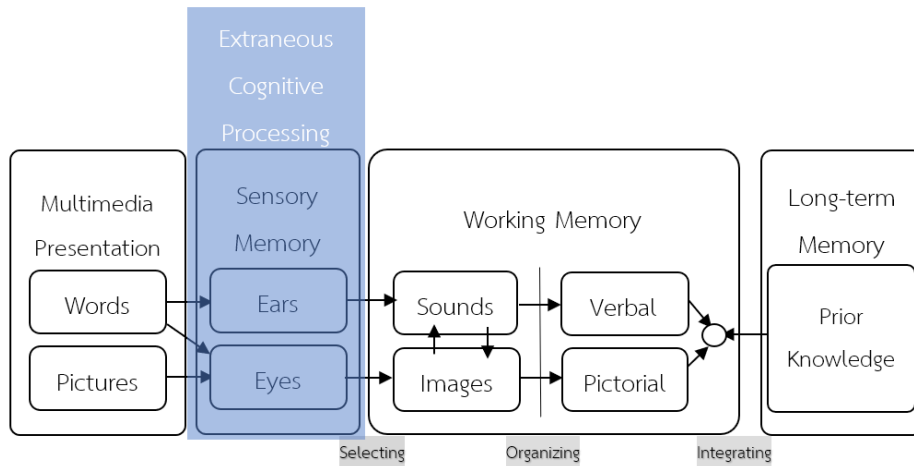 Extraneous
Cognitive
Processing
Multimedia
Presentation
Words
Pictures
Sensory
Memory
Ears
Eyes
Working Memory
Sounds
Images
Verbal
Pictorial
Long-term
Memory
Prior
Knowledge
Selecting
Organizing
Integrating